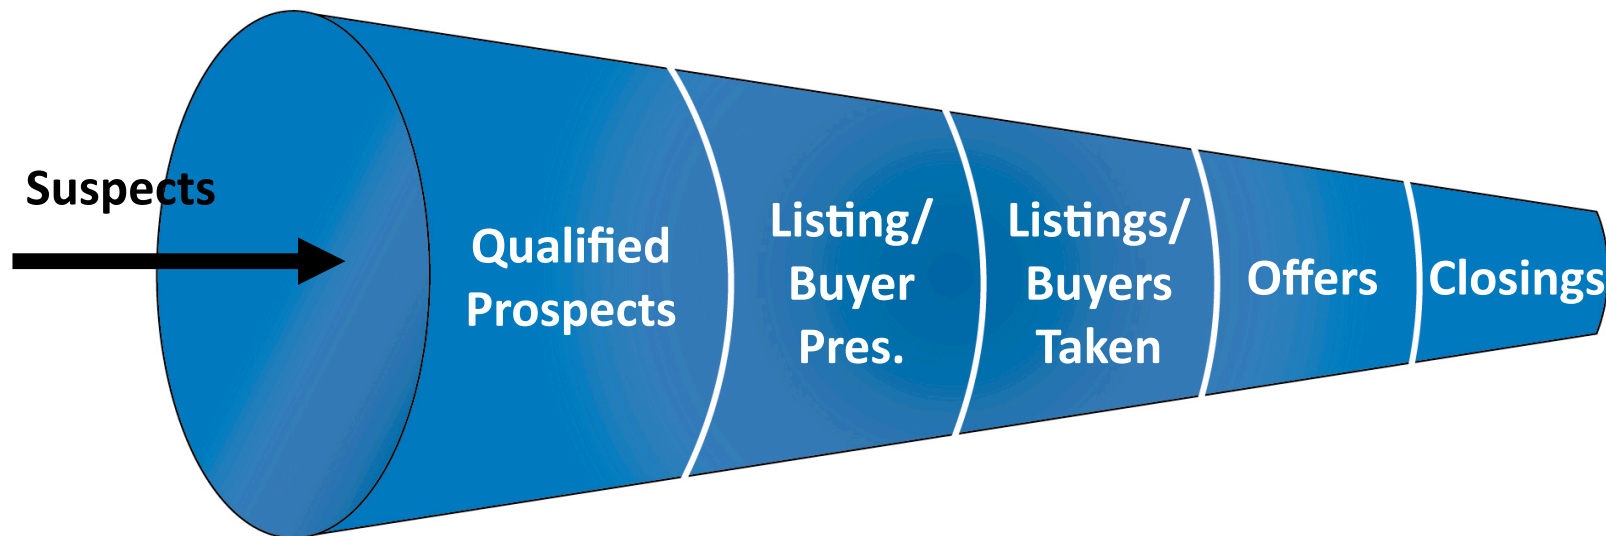 Suspects
Qualified
Prospects
Listing/
Buyer
Pres.
Listings/
Buyers
Taken
Offers
Closings